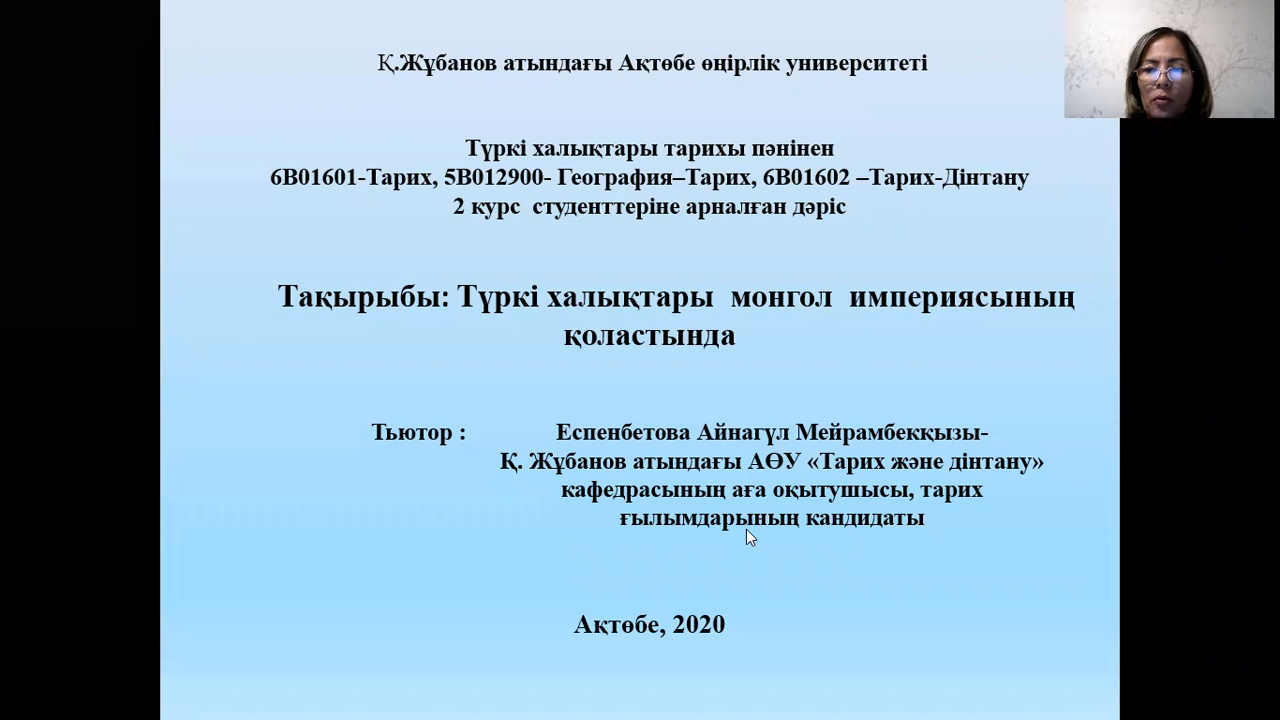 Қ.Жұбанов атындағы Ақтөбе өңірлік университеті
Түркі халықтары тарихы пәнінен
6В01601-Тарих, 5В012900- География–Тарих, 6В01602 –Тарих-Дінтану
2 курс студенттеріне арналған дәріс
Тақырыбы: Түркі халықтары монгол империясының
қоластында
Тьютор : Еспенбетова Айнагүл Мейрамбекқызы-
Қ. Жұбанов атындағы АӨУ «Тарих және дінтану»
кафедрасының аға оқытушысы, тарих
ғылымдарының кандидаты
Ақтөбе, 2020